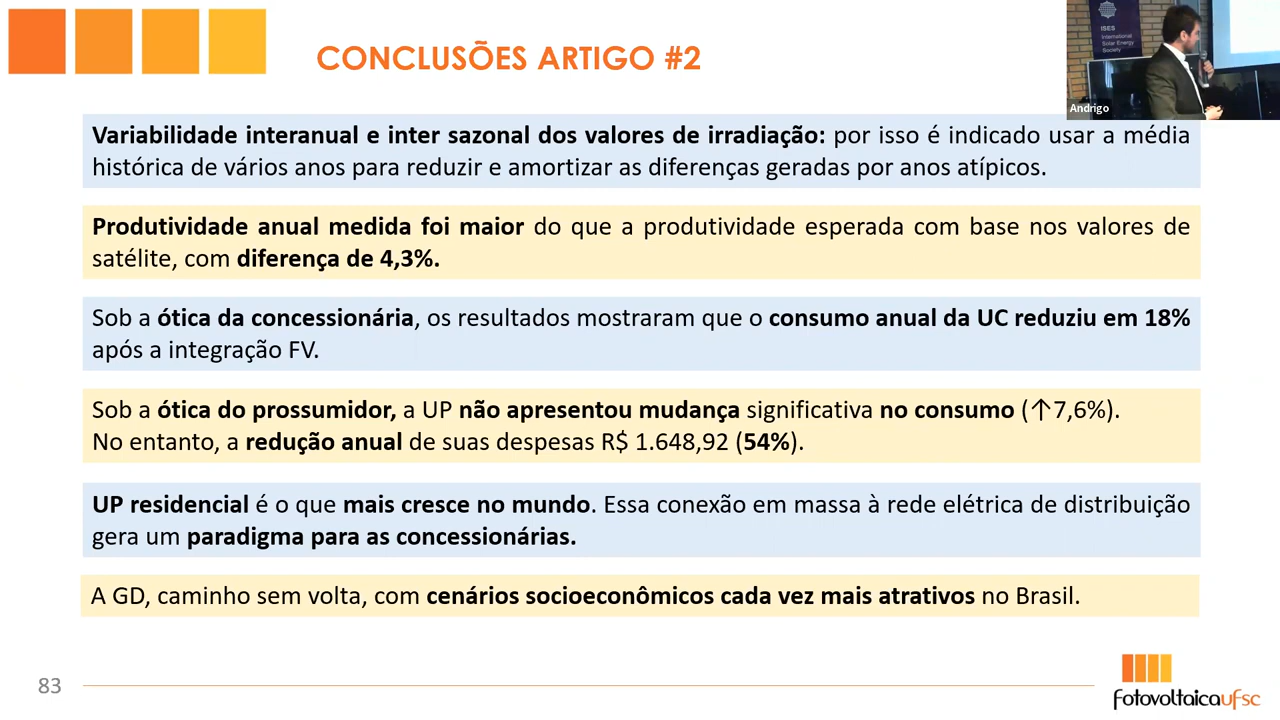 CONCLUSÕES ARTIGO #2
ISES
International
Solar Energy
Society
Andrigo
Variabilidade interanual e inter sazonal dos valores de irradiação: por isso é indicado usar a média
histórica de vários anos para reduzir e amortizar as diferenças geradas por anos atípicos.
Produtividade anual medida foi maior do que a produtividade esperada com base nos valores de
satélite, com diferença de 4,3%.
Sob a ótica da concessionária, os resultados mostraram que o consumo anual da UC reduziu em 18%
após a integração FV.
Sob a ótica do prossumidor, a UP não apresentou mudança significativa no consumo (↑7,6%).
No entanto, a redução anual de suas despesas R$ 1.648,92 (54%).
UP residencial é o que mais cresce no mundo. Essa conexão em massa à rede elétrica de distribuição
gera um paradigma para as concessionárias.
A GD, caminho sem volta, com cenários socioeconômicos cada vez mais atrativos no Brasil.
83
fotovoltaicaufsc